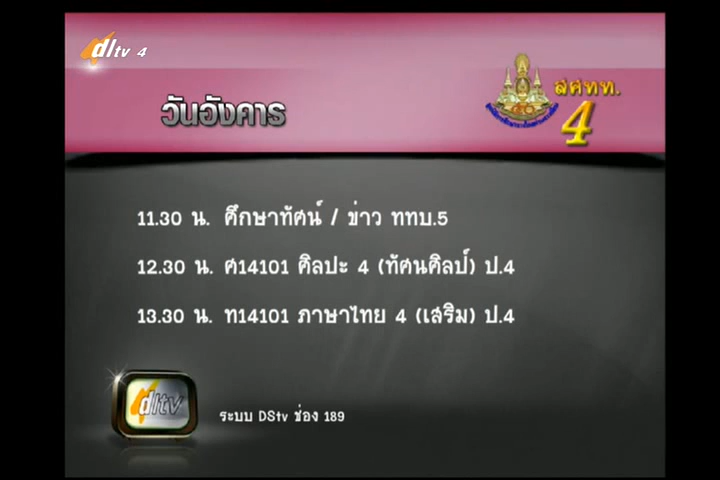 dltv 4
สศทท.
4
วันอังคาร
11.30 น. ศึกษาทัศน์ / ข่าว ททบ.5
12.30 น. ศ14101 ศิลปะ 4 (ทัศนศิลป์) ป.4
13.30 น. ท14101 ภาษาไทย 4 (เสริม) ป.4
dltv
ระบบ DStv ช่อง 189